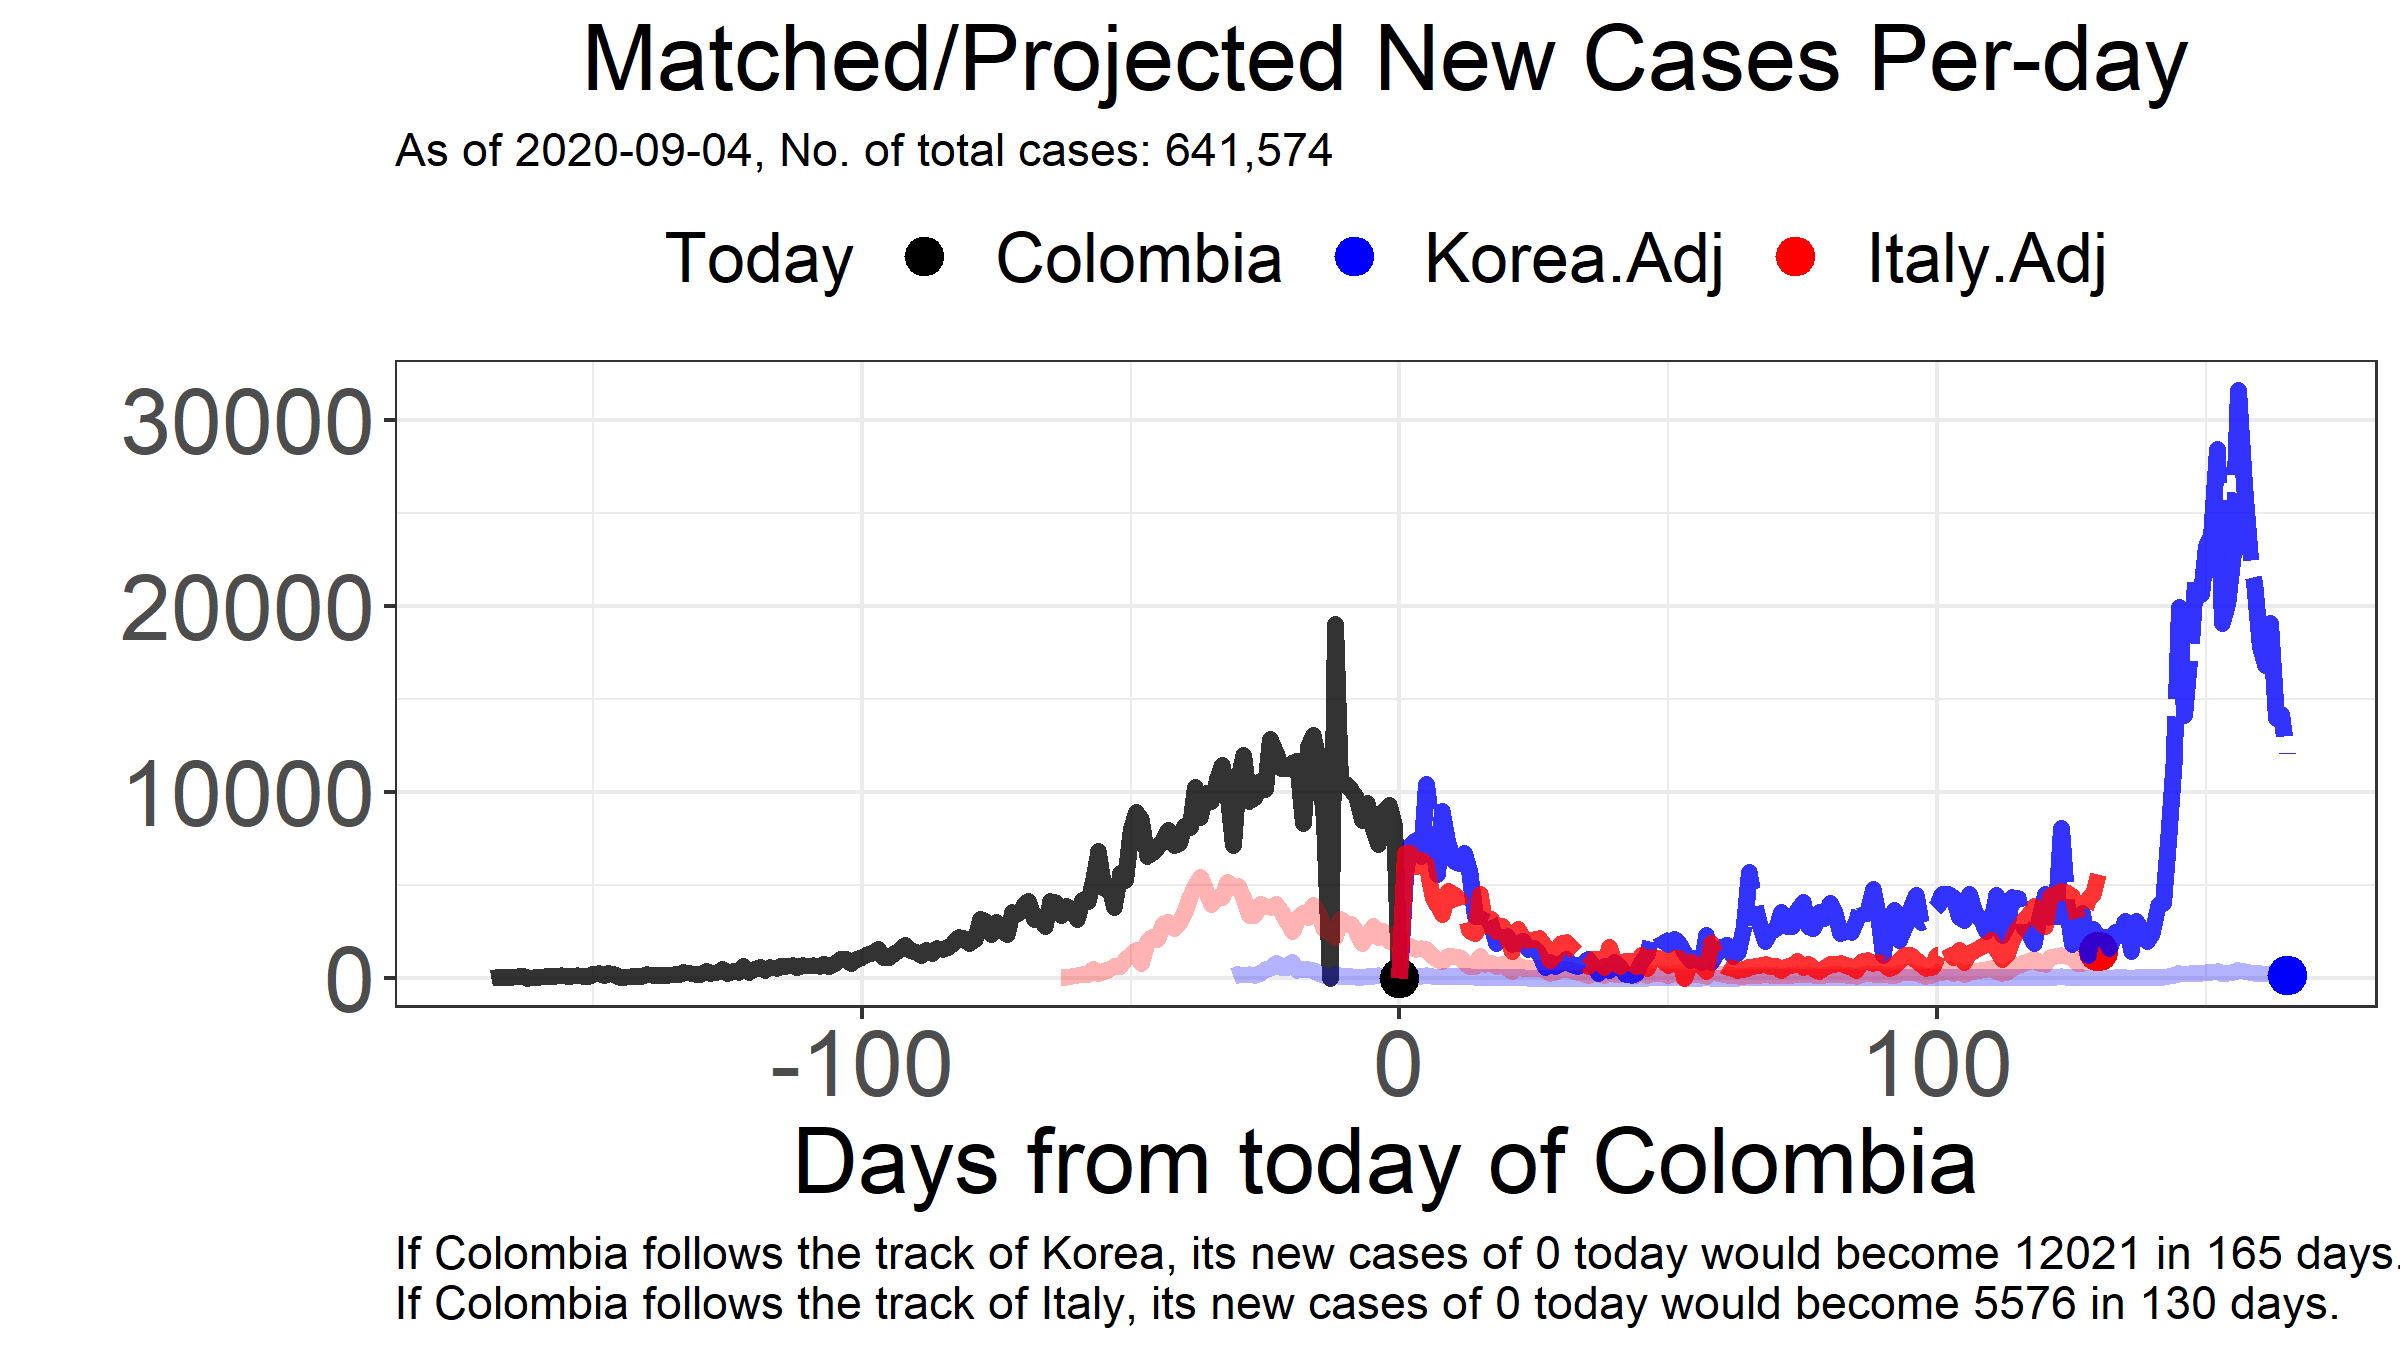 Matched/Projected New Cases Per-day
As of 2020-09-04, No. of total cases: 641,574
Today Colombia Korea.Adj Italy.Adj
30000
20000
10000
0
-100 0 100
Days from today of Colombia
If Colombia follows the track of Korea, its new cases of 0 today would become 12021 in 165 days.
If Colombia follows the track of Italy, its new cases of 0 today would become 5576 in 130 days.